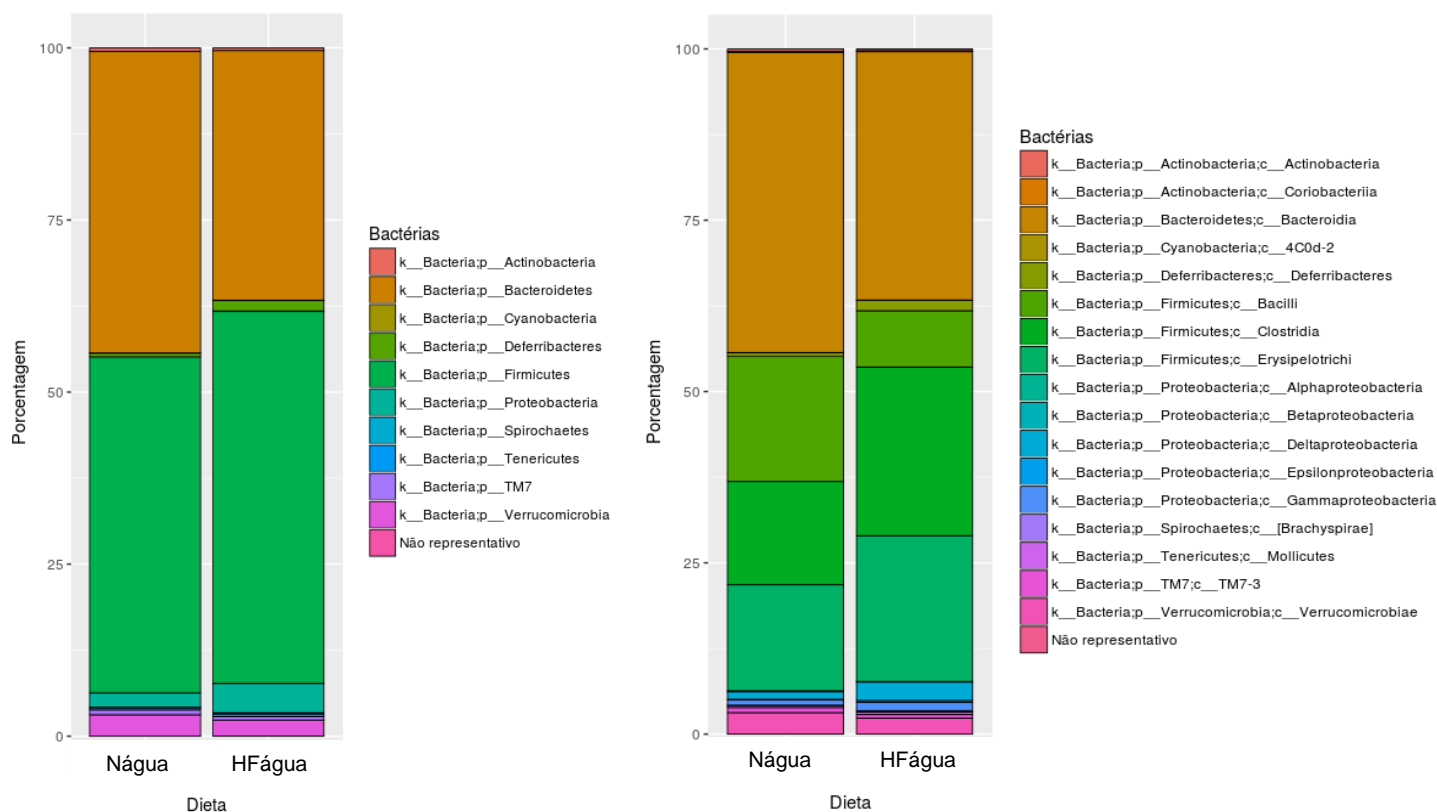 Porcentagem
100
75
50
25
0
Nágua
HFágua
Dieta
Bactérias
k__Bacteria;p__Actinobacteria
k__Bacteria;p__Bacteroidetes
k__Bacteria;p__Cyanobacteria
k__Bacteria;p__Deferribacteres
k__Bacteria;p__Firmicutes
k__Bacteria;p__Proteobacteria
k__Bacteria;p__Spirochaetes
k__Bacteria;p__Tenericutes
k__Bacteria;p__TM7
k__Bacteria;p__Verrucomicrobia
Não representativo
Porcentagem
100
75
50
25
0
Nágua
HFágua
Dieta
Bactérias
k__Bacteria;p__Actinobacteria;c__Actinobacteria
k__Bacteria;p__Actinobacteria;c__Coriobacteriia
k__Bacteria;p__Bacteroidetes;c__Bacteroidia
k__Bacteria;p__Cyanobacteria;c__4C0d-2
k__Bacteria;p__Deferribacteres;c__Deferribacteres
k__Bacteria;p__Firmicutes;c__Bacilli
k__Bacteria;p__Firmicutes;c__Clostridia
k__Bacteria;p__Firmicutes;c__Erysipelotrichi
k__Bacteria;p__Proteobacteria;c__Alphaproteobacteria
k__Bacteria;p__Proteobacteria;c__Betaproteobacteria
k__Bacteria;p__Proteobacteria;c__Deltaproteobacteria
k__Bacteria;p__Proteobacteria;c__Epsilonproteobacteria
k__Bacteria;p__Proteobacteria;c__Gammaproteobacteria
k__Bacteria;p__Spirochaetes;c__[Brachyspirae]
k__Bacteria;p__Tenericutes;c__Mollicutes
k__Bacteria;p__TM7;c__TM7-3
k__Bacteria;p__Verrucomicrobia;c__Verrucomicrobiae
Não representativo